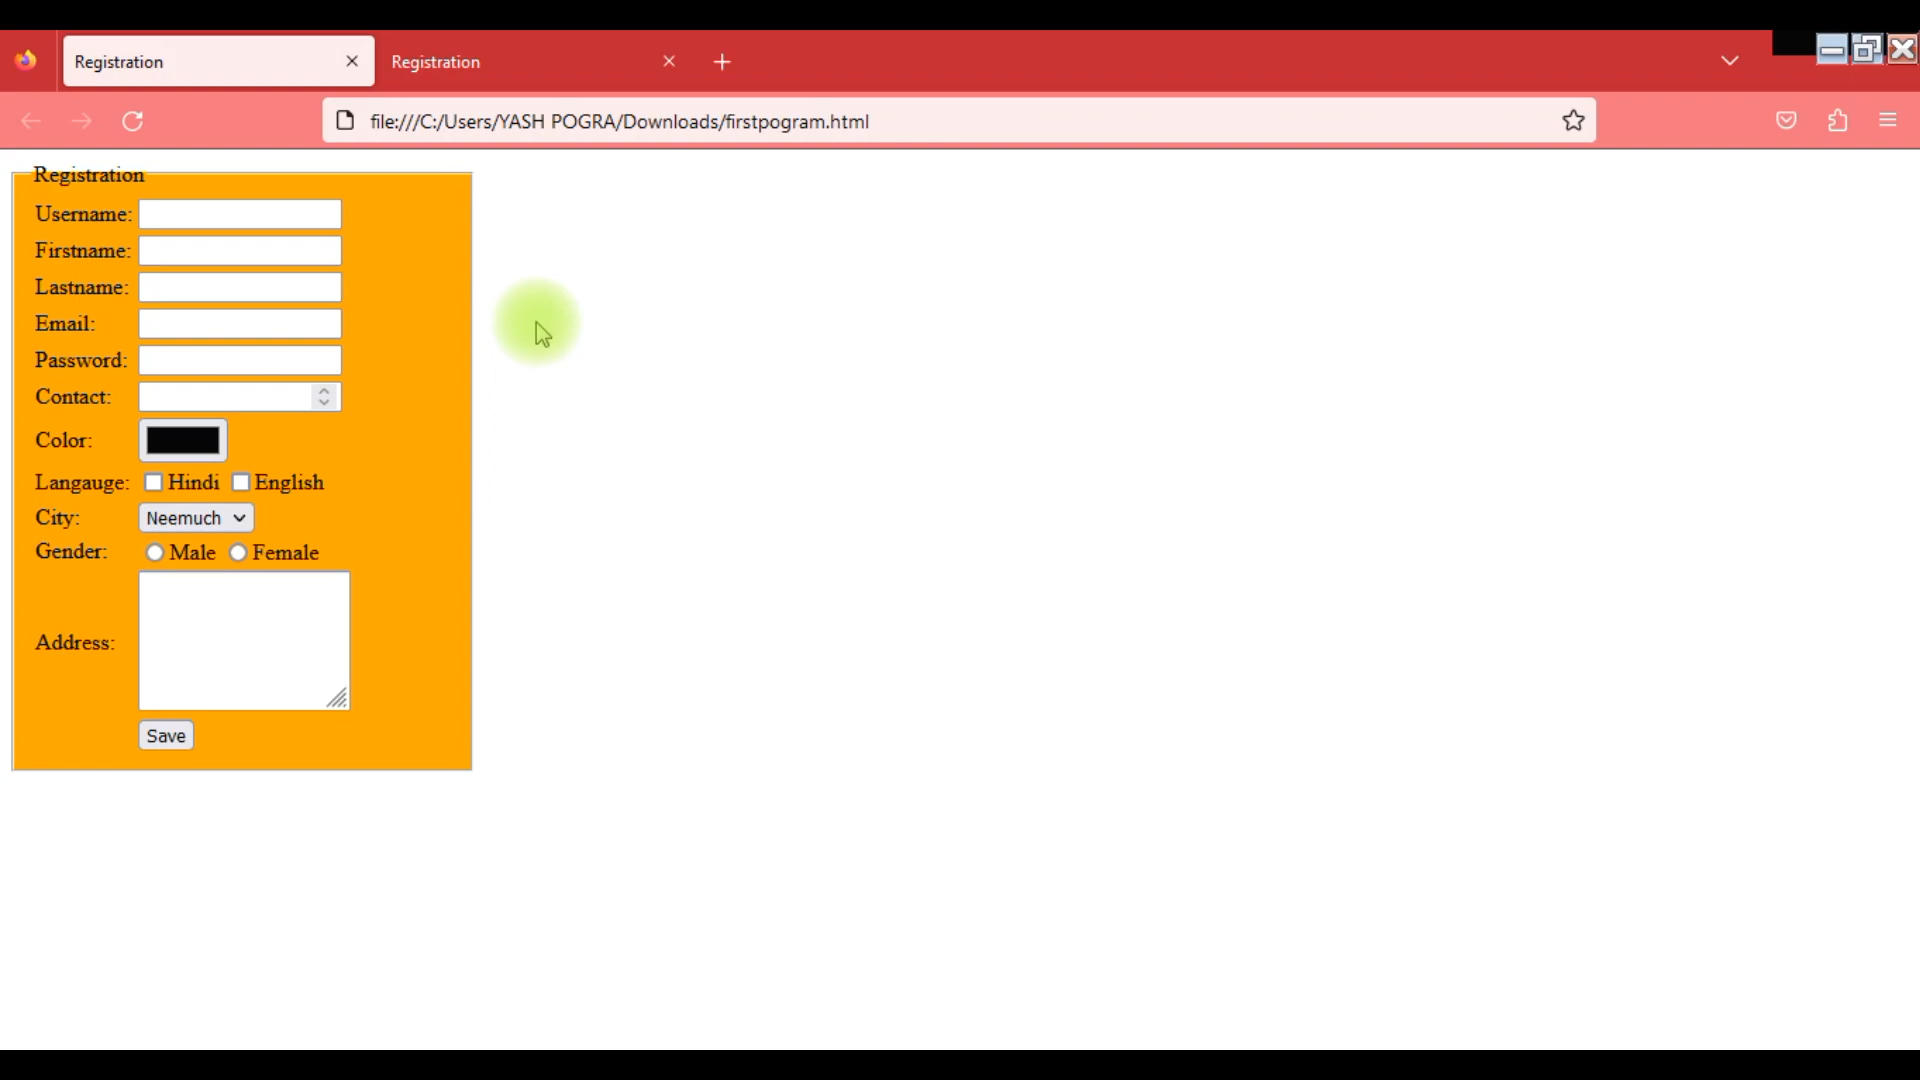 Registration Registration
file:///C:/Users/YASH POGRA/Downloads/firstpogram.html
Registration
Username:
Firstname:
Lastname:
Email:
Password:
Contact:
Color:
Langauge: Hindi English
City: Neemuch
Gender: Male Female
Address:
Save